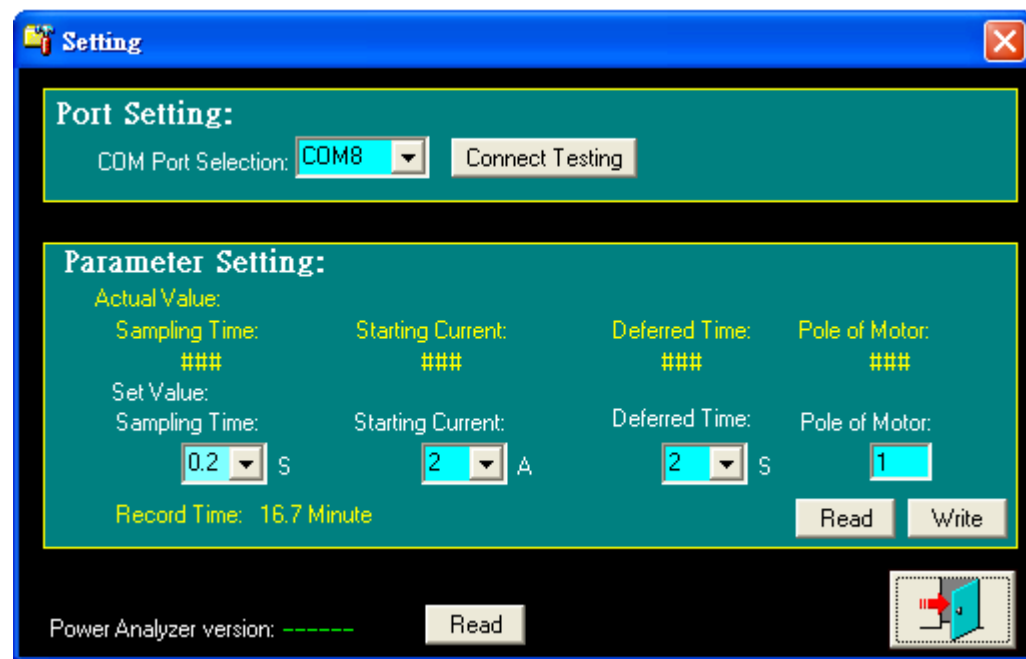 Setting
Port Setting:
COM Port Selection: COM8 Connect Testing
Parameter Setting:
Actual Value:
Sampling Time: Starting Current: Deferred Time: Pole of Motor:
### ### ### ###
Set Value:
Sampling Time: Starting Current: Deferred Time: Pole of Motor:
0.2 S 2 A 2 S 1
Record Time: 16.7 Minute Read Write
Power Analyzer version: ------ Read